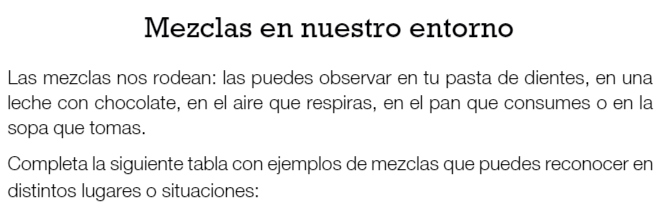 Mezclas en nuestro entorno
Las mezclas nos rodean: las puedes observar en tu pasta de dientes, en una
leche con chocolate, en el aire que respiras, en el pan que consumes o en la
sopa que tomas.
Completa la siguiente tabla con ejemplos de mezclas que puedes reconocer en
distintos lugares o situaciones: